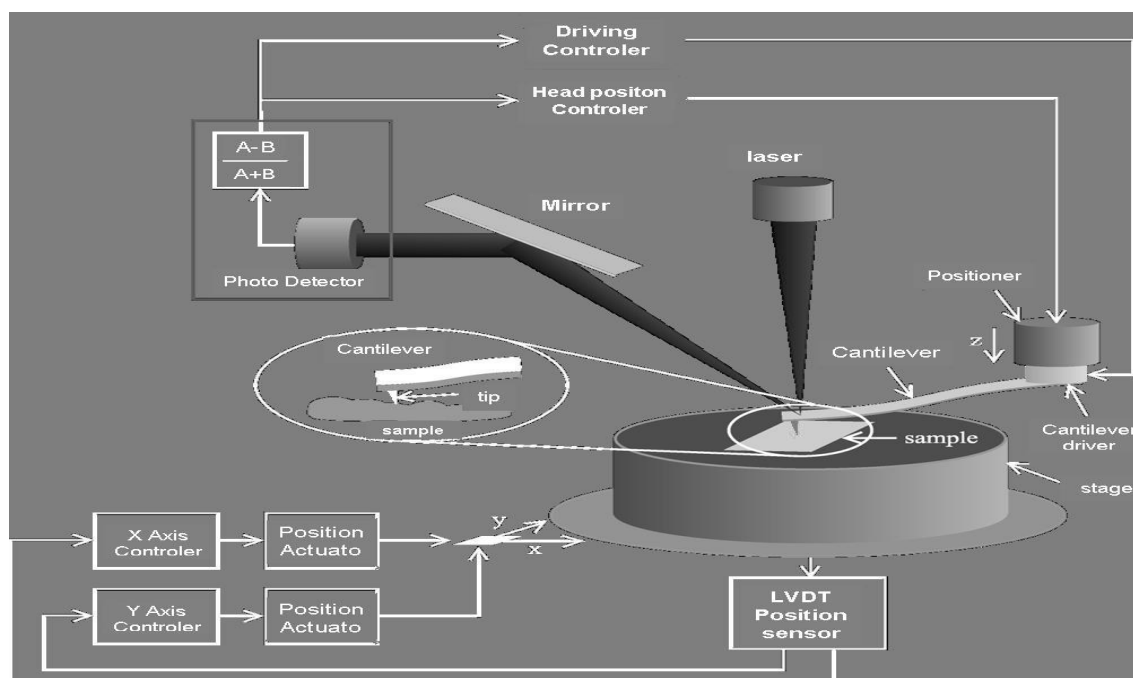 Driving
Controler
Head positon
Controler
A-B
A+B
laser
Mirror
Photo Detector
Positioner
z
Cantilever
Cantilever
tip
sample
sample
Cantilever
driver
stage
y
x
X Axis
Controler
Position
Actuato
Y Axis
Controler
Position
Actuato
LVDT
Position
sensor